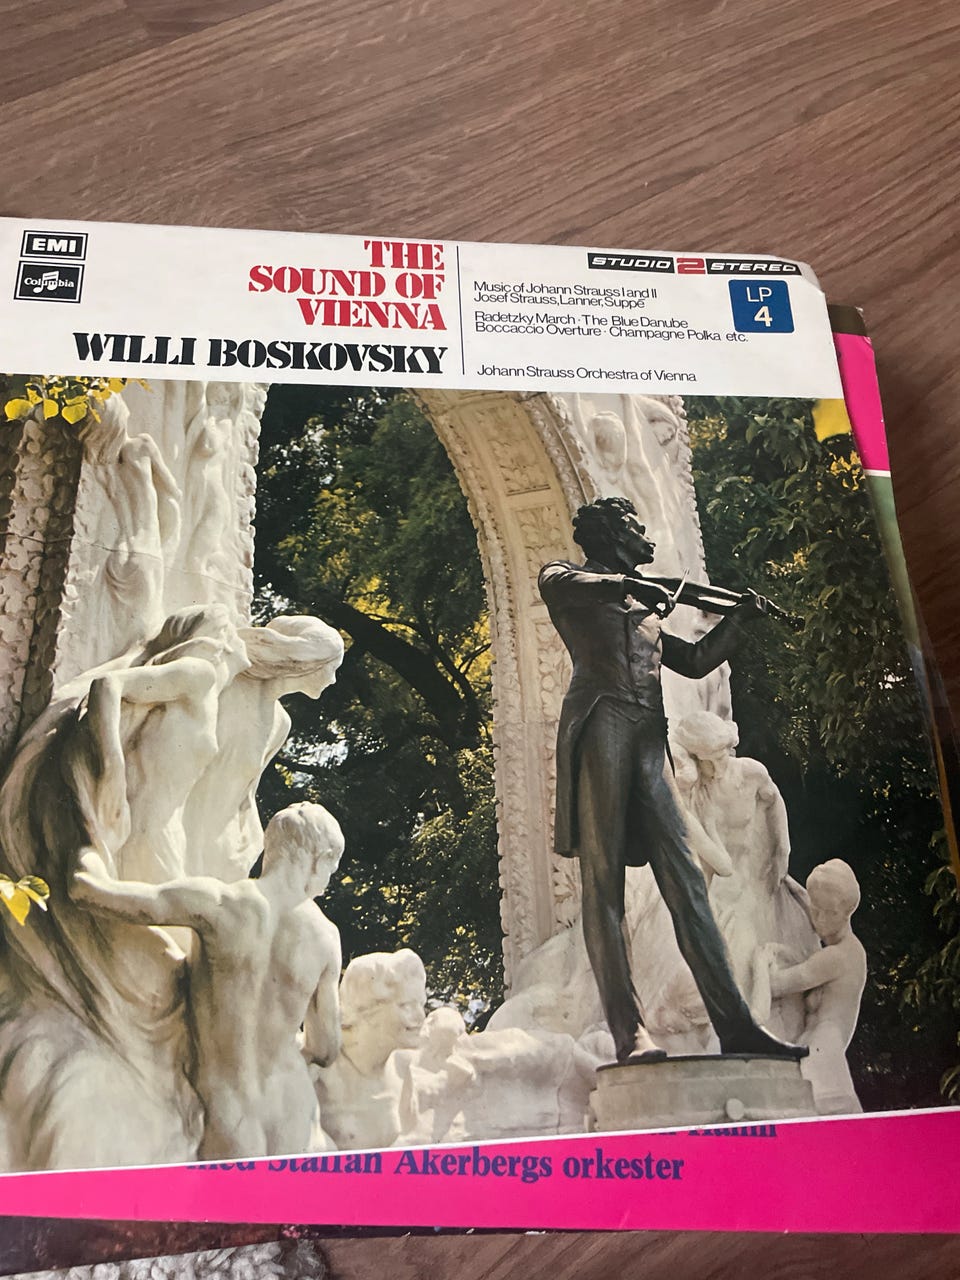 EMI
Columbia
THE
SOUND OF
VIENNA
WILLI BOSKOVSKY
STUDIO 2 STEREO
Music of Johann Strauss I and II
Josef Strauss, Lanner, Suppé
Radetzky March · The Blue Danube
Boccaccio Overture · Champagne Polka etc.
Johann Strauss Orchestra of Vienna
LP
4
med Staffan Akerbergs orkester